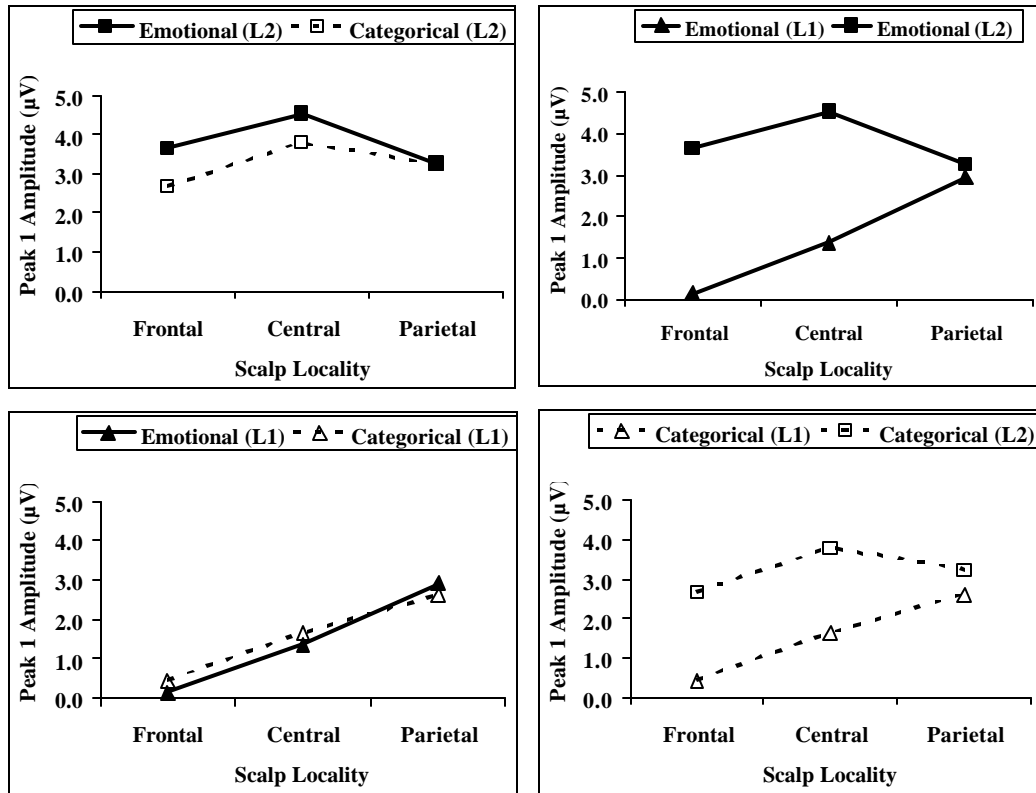 Emotional (L2) Categorical (L2)
Peak 1 Amplitude (µV)
5.0
4.0
3.0
2.0
1.0
0.0
Frontal Central Parietal
Scalp Locality
Emotional (L1) Emotional (L2)
Peak 1 Amplitude (µV)
5.0
4.0
3.0
2.0
1.0
0.0
Frontal Central Parietal
Scalp Locality
Emotional (L1) Categorical (L1)
Peak 1 Amplitude (µV)
5.0
4.0
3.0
2.0
1.0
0.0
Frontal Central Parietal
Scalp Locality
Categorical (L1) Categorical (L2)
Peak 1 Amplitude (µV)
5.0
4.0
3.0
2.0
1.0
0.0
Frontal Central Parietal
Scalp Locality